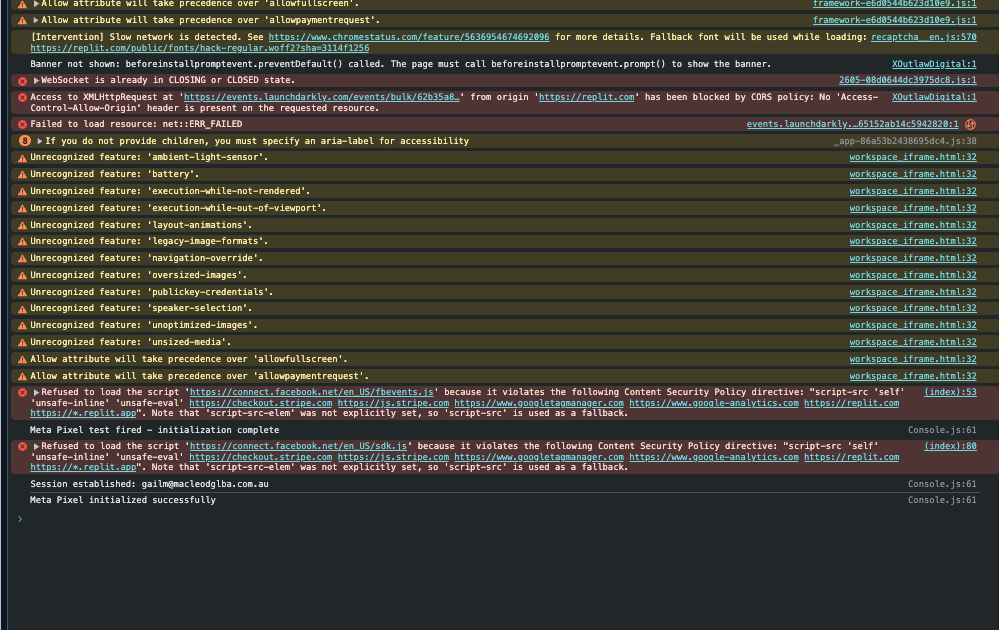 Allow attribute will take precedence over 'allowfullscreen'. framework-e6d0544b623d10e9.js:1
Allow attribute will take precedence over 'allowpaymentrequest'. framework-e6d0544b623d10e9.js:1
[Intervention] Slow network is detected. See https://www.chromestatus.com/feature/5636954674692096 for more details. Fallback font will be used while loading: recaptcha__en.js:570
https://replit.com/public/fonts/hack-regular.woff2?sha=3114f1256
Banner not shown: beforeinstallpromptevent.preventDefault() called. The page must call beforeinstallpromptevent.prompt() to show the banner. XOutlawDigital:1
WebSocket is already in CLOSING or CLOSED state. 2605-08d0644dc3975dc8.js:1
Access to XMLHttpRequest at 'https://events.launchdarkly.com/events/bulk/62b35a8…' from origin 'https://replit.com' has been blocked by CORS policy: No 'Access- XOutlawDigital:1
Control-Allow-Origin' header is present on the requested resource.
Failed to load resource: net::ERR_FAILED events.launchdarkly.…65152ab14c5942820:1
8 If you do not provide children, you must specify an aria-label for accessibility _app-86a53b2438695dc4.js:38
Unrecognized feature: 'ambient-light-sensor'. workspace_iframe.html:32
Unrecognized feature: 'battery'. workspace_iframe.html:32
Unrecognized feature: 'execution-while-not-rendered'. workspace_iframe.html:32
Unrecognized feature: 'execution-while-out-of-viewport'. workspace_iframe.html:32
Unrecognized feature: 'layout-animations'. workspace_iframe.html:32
Unrecognized feature: 'legacy-image-formats'. workspace_iframe.html:32
Unrecognized feature: 'navigation-override'. workspace_iframe.html:32
Unrecognized feature: 'oversized-images'. workspace_iframe.html:32
Unrecognized feature: 'publickey-credentials'. workspace_iframe.html:32
Unrecognized feature: 'speaker-selection'. workspace_iframe.html:32
Unrecognized feature: 'unoptimized-images'. workspace_iframe.html:32
Unrecognized feature: 'unsized-media'. workspace_iframe.html:32
Allow attribute will take precedence over 'allowfullscreen'. workspace_iframe.html:32
Allow attribute will take precedence over 'allowpaymentrequest'. workspace_iframe.html:32
Refused to load the script 'https://connect.facebook.net/en_US/fbevents.js' because it violates the following Content Security Policy directive: "script-src 'self' (index):53
'unsafe-inline' 'unsafe-eval' https://checkout.stripe.com https://js.stripe.com https://www.googletagmanager.com https://www.google-analytics.com https://replit.com
https://*.replit.app". Note that 'script-src-elem' was not explicitly set, so 'script-src' is used as a fallback.
Meta Pixel test fired – initialization complete Console.js:61
Refused to load the script 'https://connect.facebook.net/en_US/sdk.js' because it violates the following Content Security Policy directive: "script-src 'self' (index):80
'unsafe-inline' 'unsafe-eval' https://checkout.stripe.com https://js.stripe.com https://www.googletagmanager.com https://www.google-analytics.com https://replit.com
https://*.replit.app". Note that 'script-src-elem' was not explicitly set, so 'script-src' is used as a fallback.
Session established: gailm@macleodglba.com.au Console.js:61
Meta Pixel initialized successfully Console.js:61